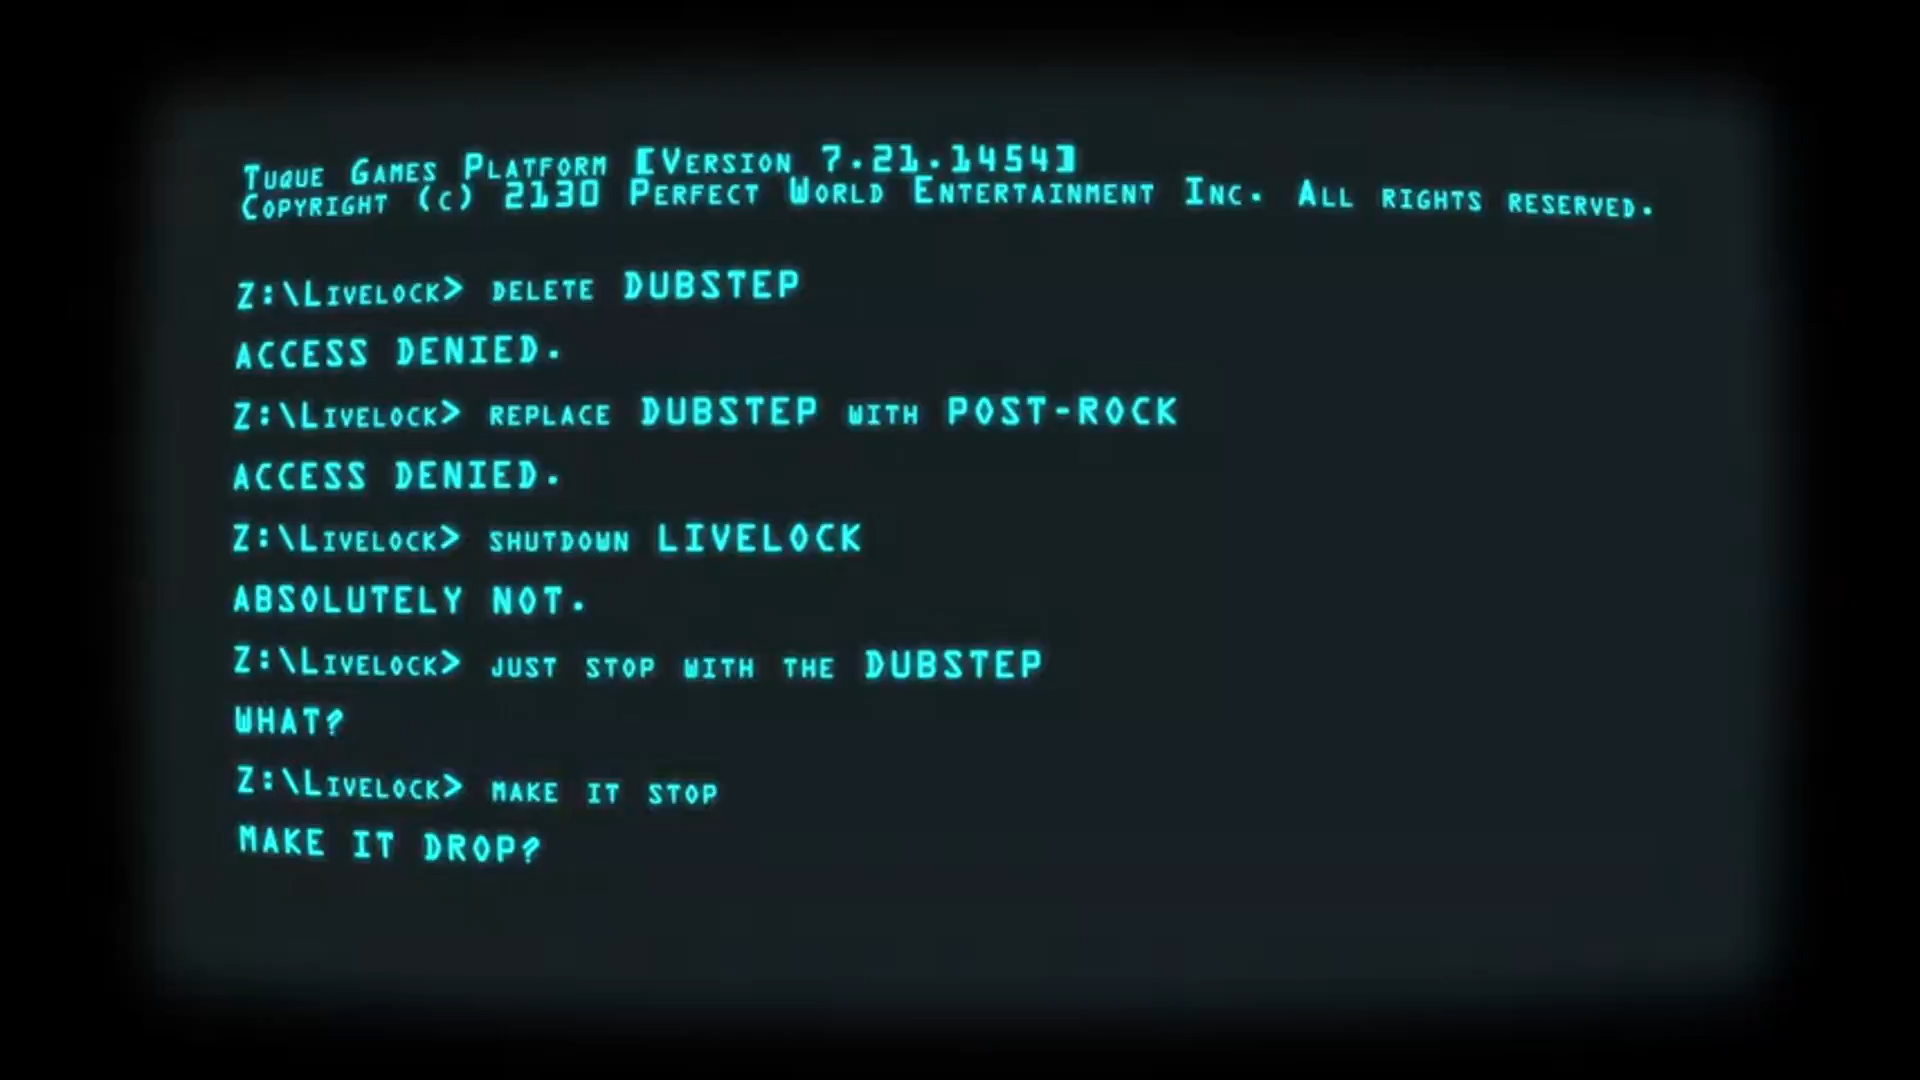 Tuque Games Platform [Version 7.21.1454]
Copyright (c) 2130 Perfect World Entertainment Inc. All rights reserved.
Z:\Livelock> delete DUBSTEP
ACCESS DENIED.
Z:\Livelock> replace DUBSTEP with POST-ROCK
ACCESS DENIED.
Z:\Livelock> shutdown LIVELOCK
ABSOLUTELY NOT.
Z:\Livelock> just stop with the DUBSTEP
WHAT?
Z:\Livelock> make it stop
MAKE IT DROP?